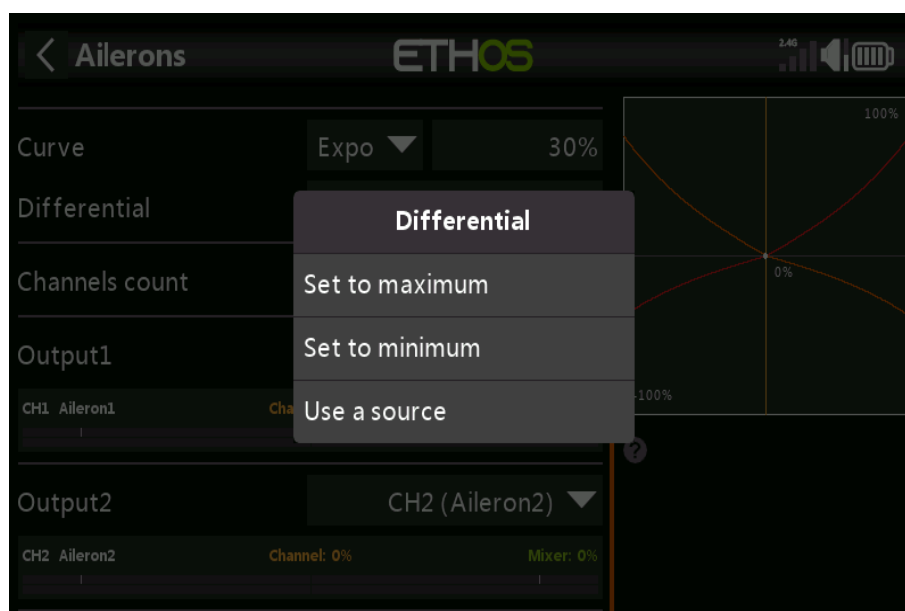 Ailerons
ETHOS
2.4G
Curve
Expo
30%
100%
Differential
Differential
Set to maximum
Set to minimum
Use a source
Channels count
0%
Output1
-100%
CH1 Aileron1
Cha
?
Output2
CH2 (Aileron2)
CH2 Aileron2
Channel: 0%
Mixer: 0%